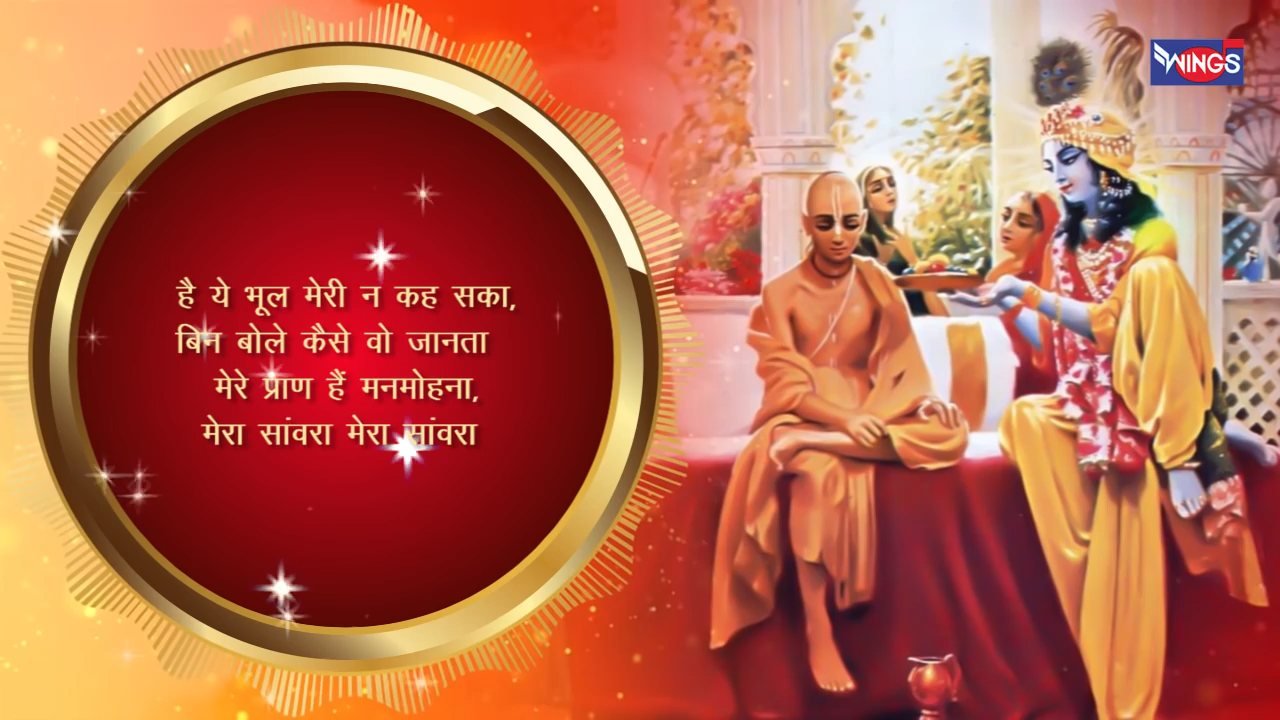 है ये भूल मेरी न कह सका,
बिन बोले कैसे वो जानता
मेरे प्राण हैं मनमोहना,
मेरा सांवरा मेरा सांवरा
WINGS